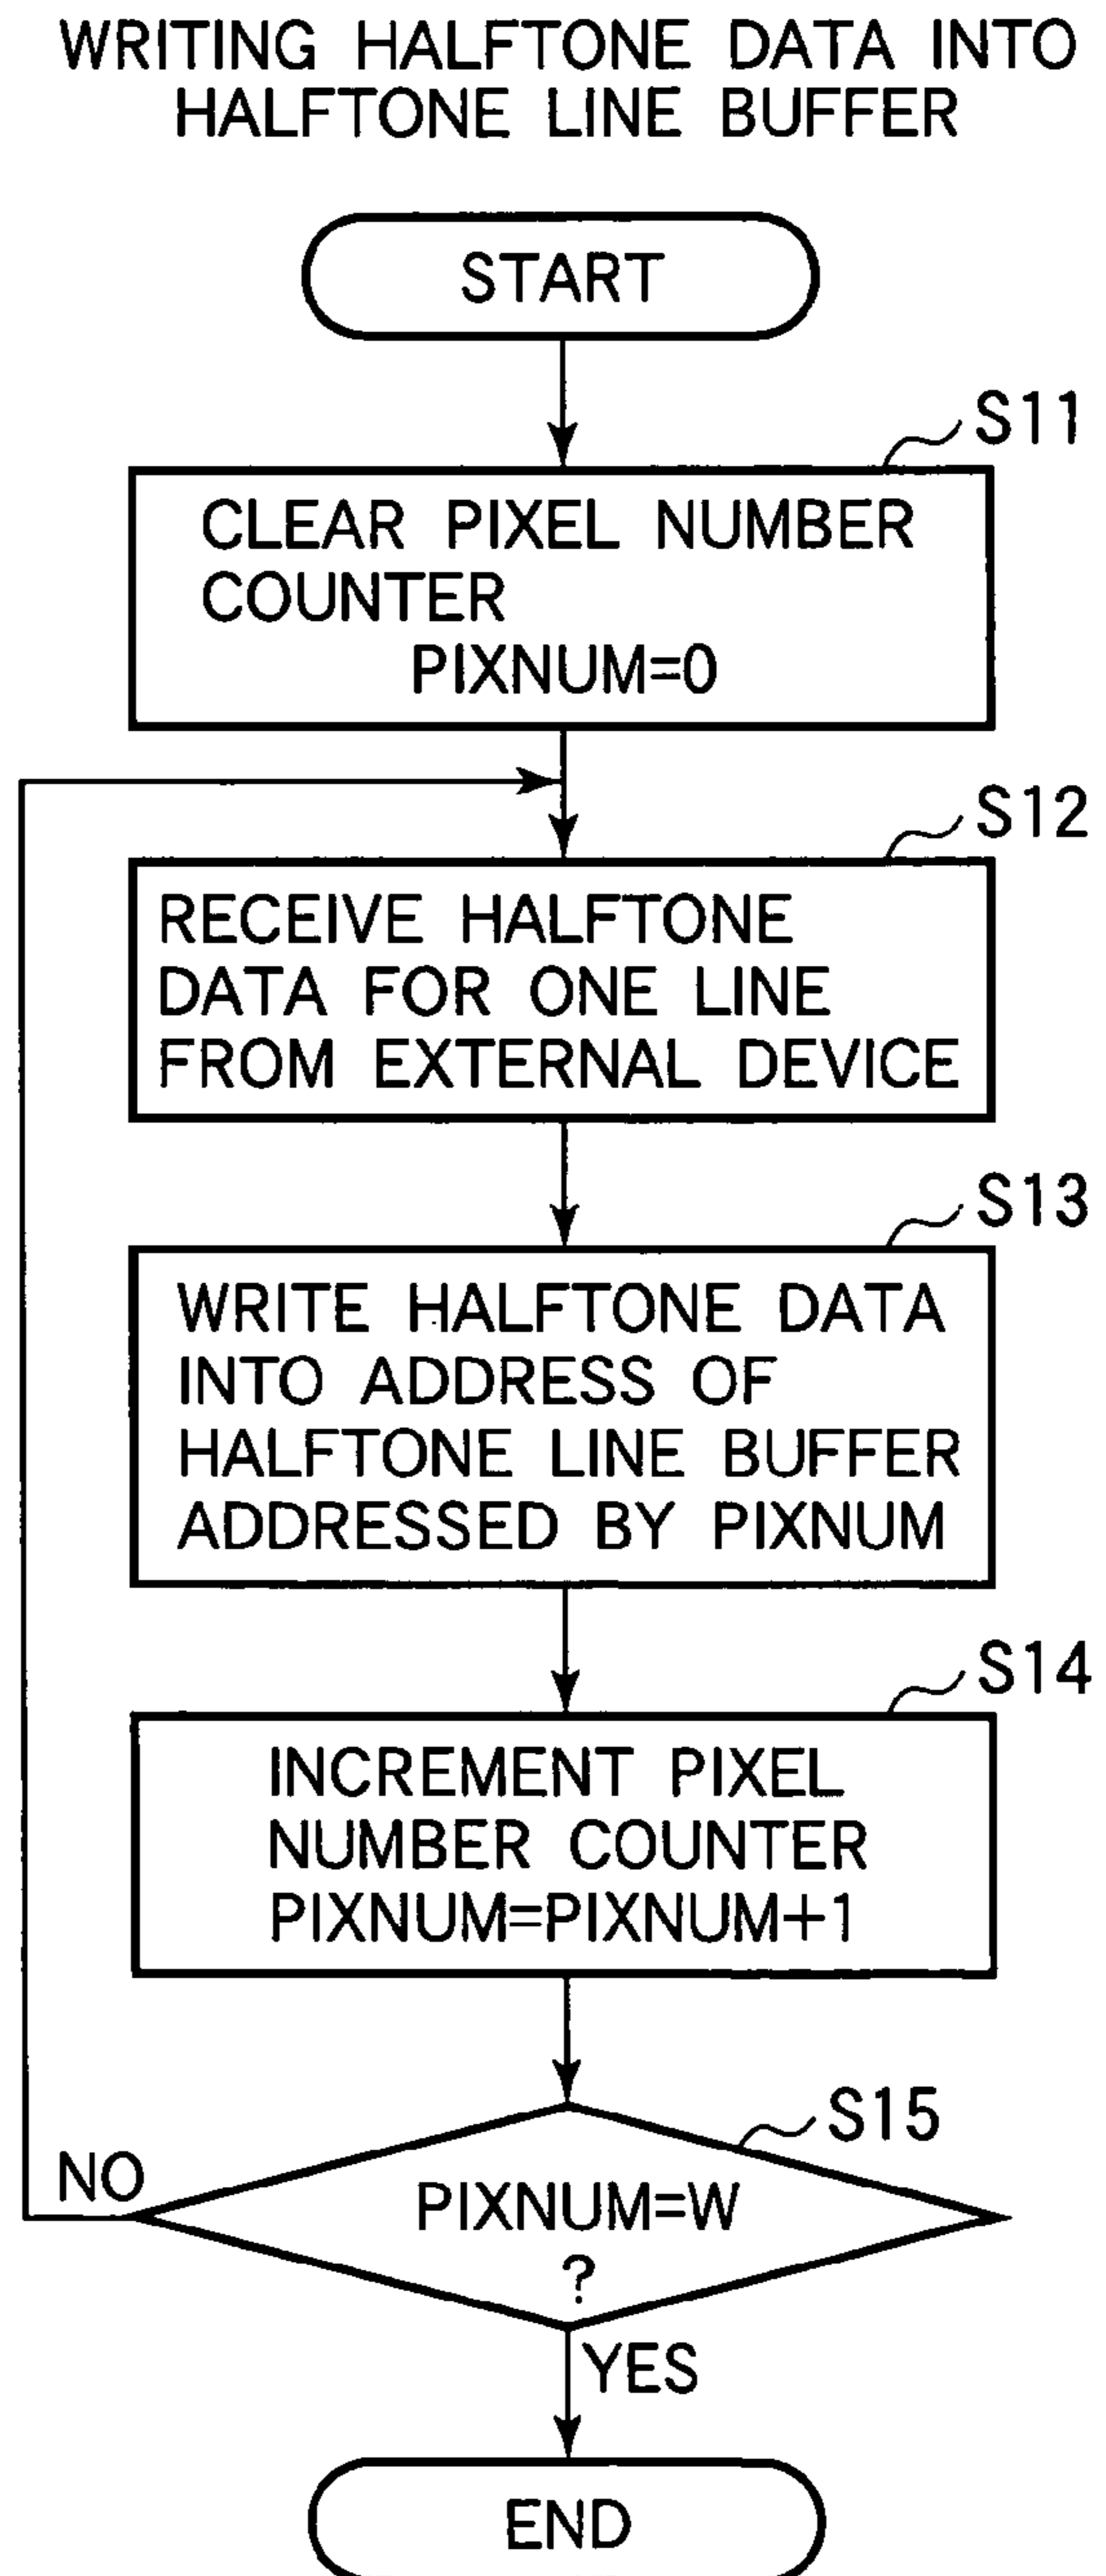 WRITING HALFTONE DATA INTO
HALFTONE LINE BUFFER
START
S11
CLEAR PIXEL NUMBER
COUNTER
PIXNUM=0
S12
RECEIVE HALFTONE
DATA FOR ONE LINE
FROM EXTERNAL DEVICE
S13
WRITE HALFTONE DATA
INTO ADDRESS OF
HALFTONE LINE BUFFER
ADDRESSED BY PIXNUM
S14
INCREMENT PIXEL
NUMBER COUNTER
PIXNUM=PIXNUM+1
S15
NO
PIXNUM=W
?
YES
END